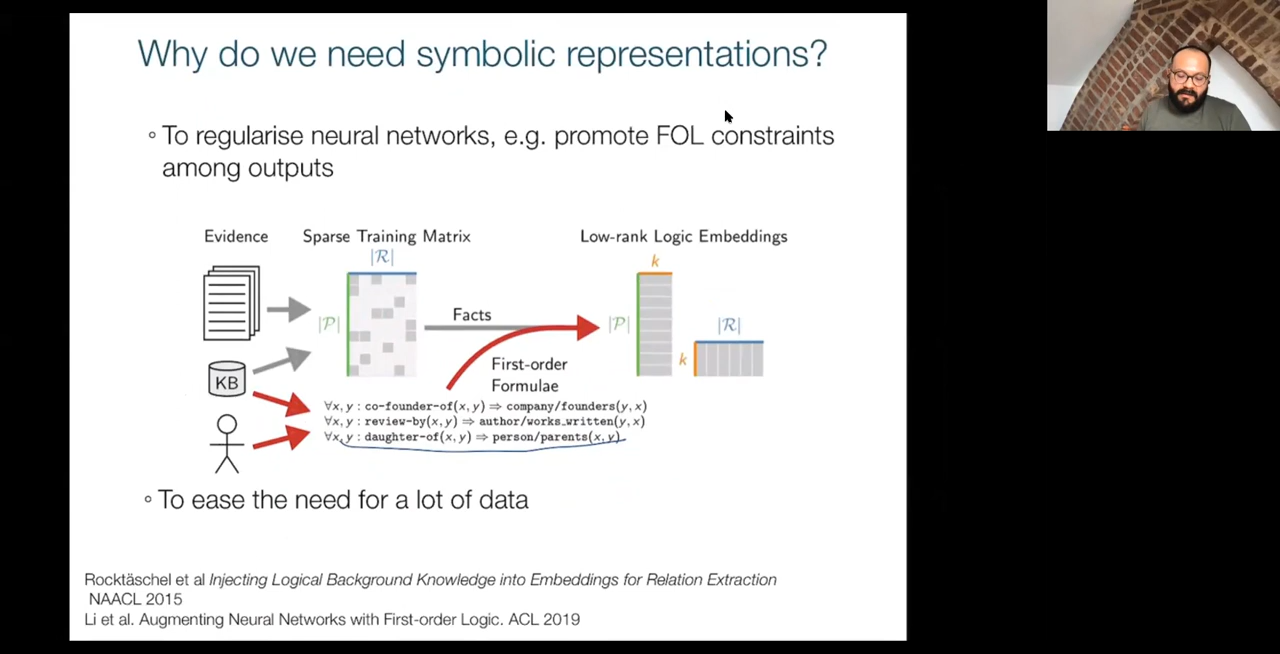 Why do we need symbolic representations?
◦ To regularise neural networks, e.g. promote FOL constraints
among outputs
Evidence
Sparse Training Matrix
Low-rank Logic Embeddings
|R|
k
|P|
Facts
|P|
|R|
k
KB
First-order
Formulae
∀x, y : co-founder-of(x, y) ⇒ company/founders(y, x)
∀x, y : review-by(x, y) ⇒ author/works_written(y, x)
∀x, y : daughter-of(x, y) ⇒ person/parents(x, y)
◦ To ease the need for a lot of data
Rocktäschel et al Injecting Logical Background Knowledge into Embeddings for Relation Extraction
NAACL 2015
Li et al. Augmenting Neural Networks with First-order Logic. ACL 2019